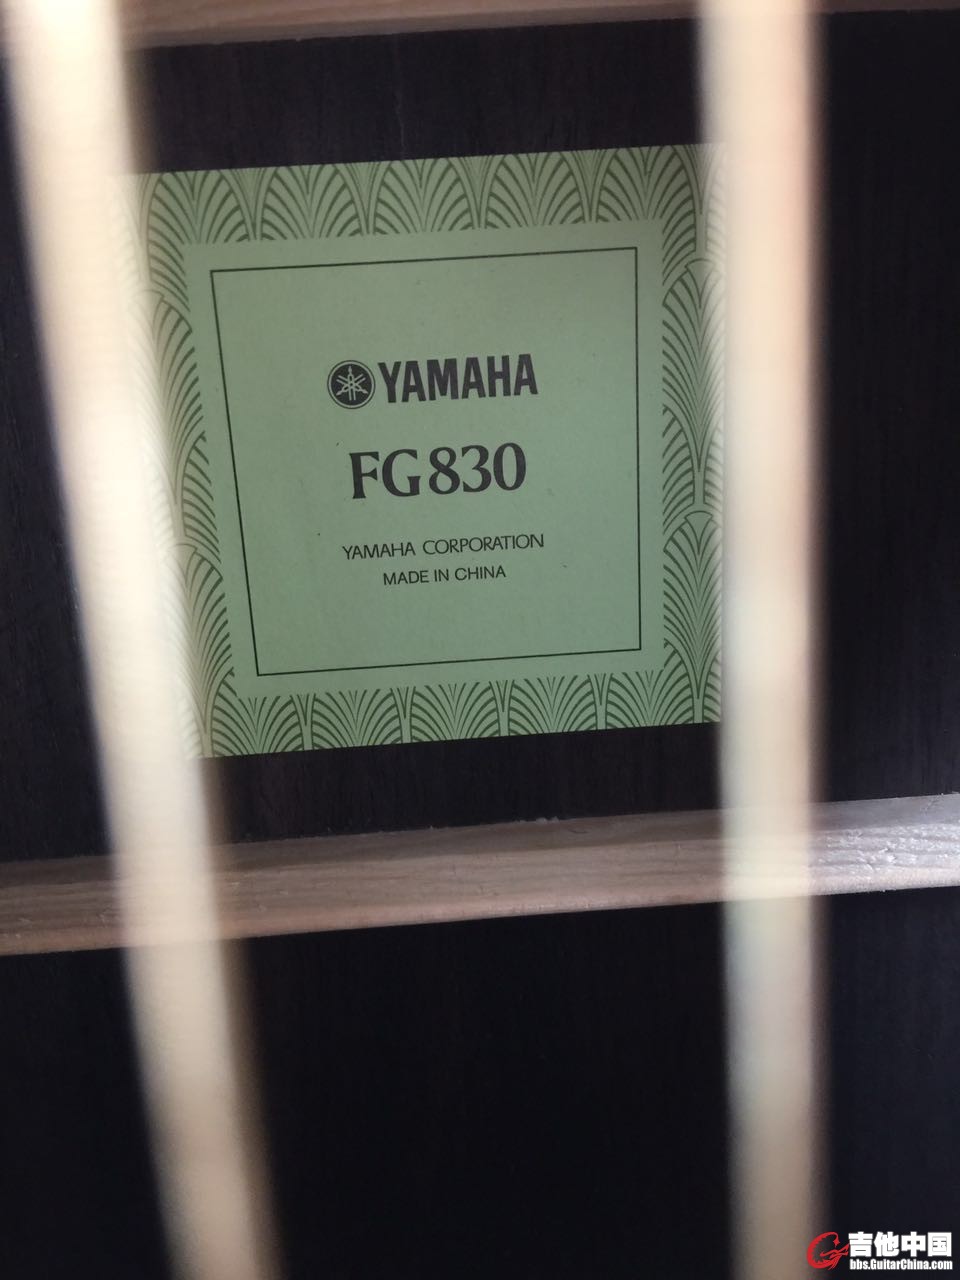 YAMAHA
FG830
YAMAHA CORPORATION
MADE IN CHINA
吉他中国
bbs.GuitarChina.com